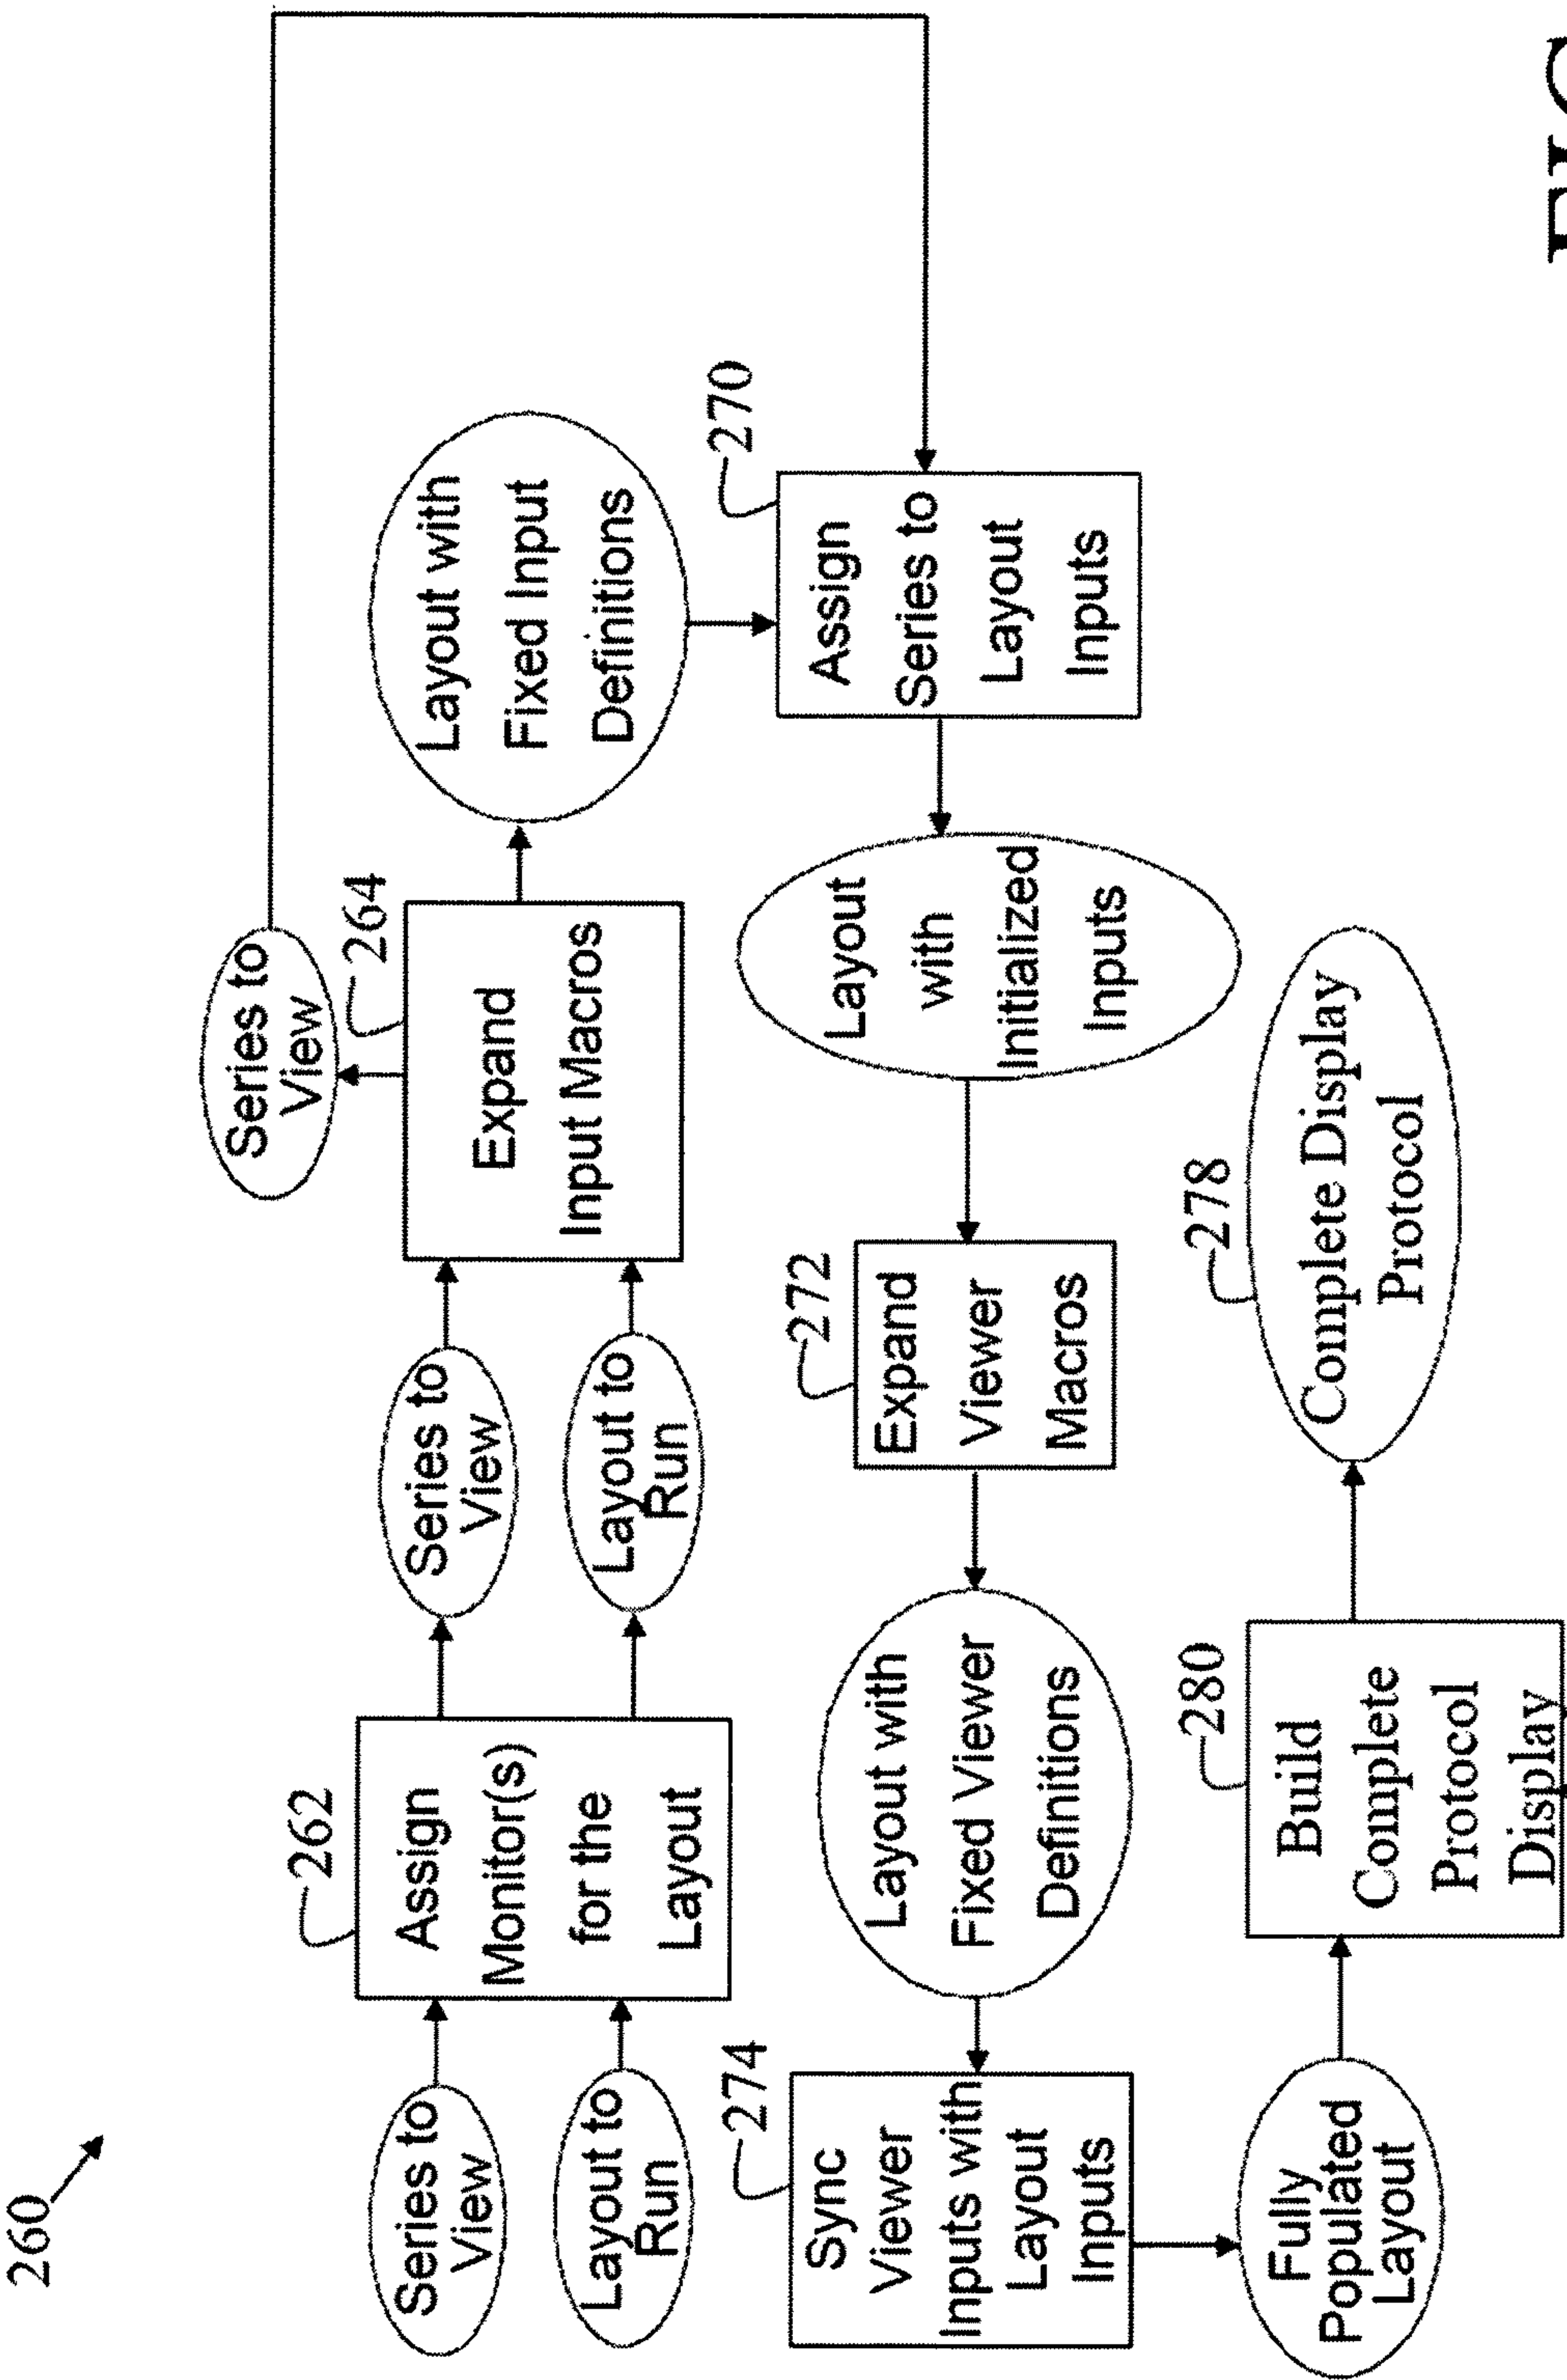 260
262
264
Series to
View
Series to
View
Assign
Monitor(s)
for the
Layout
Series to
View
Expand
Input Macros
Layout with
Fixed Input
Definitions
Layout to
Run
Layout to
Run
274
272
270
Sync
Viewer
Inputs with
Layout
Inputs
Layout with
Fixed Viewer
Definitions
Expand
Viewer
Macros
Layout
with
Initialized
Inputs
Assign
Series to
Layout
Inputs
280
278
Fully
Populated
Layout
Build
Complete
Protocol
Display
Complete Display
Protocol